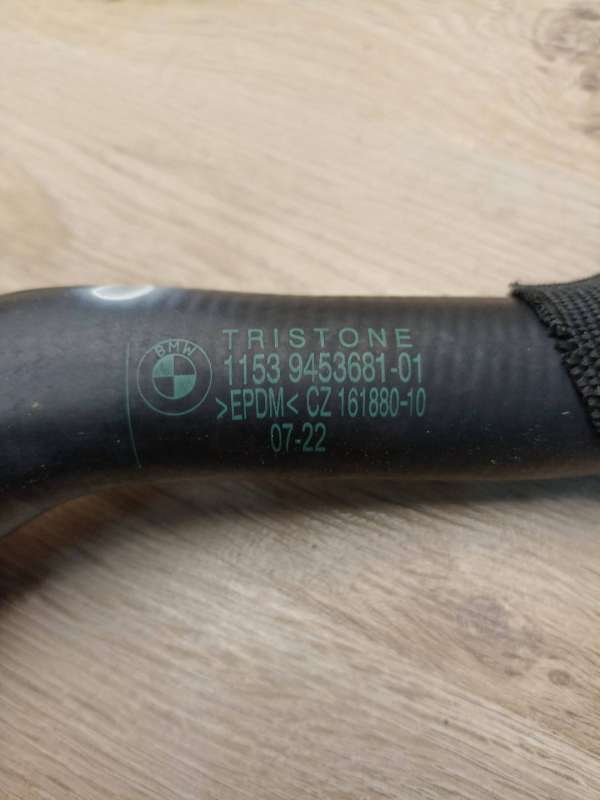 BMW
TRISTONE
1153 9453681-01
>EPDM< CZ 161880-10
07-22